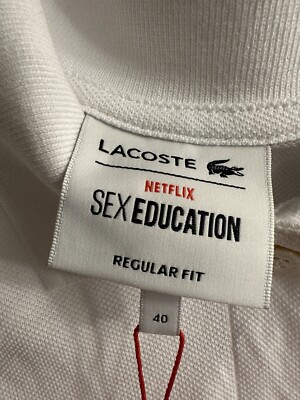 LACOSTE
NETFLIX
SEX EDUCATION
REGULAR FIT
40